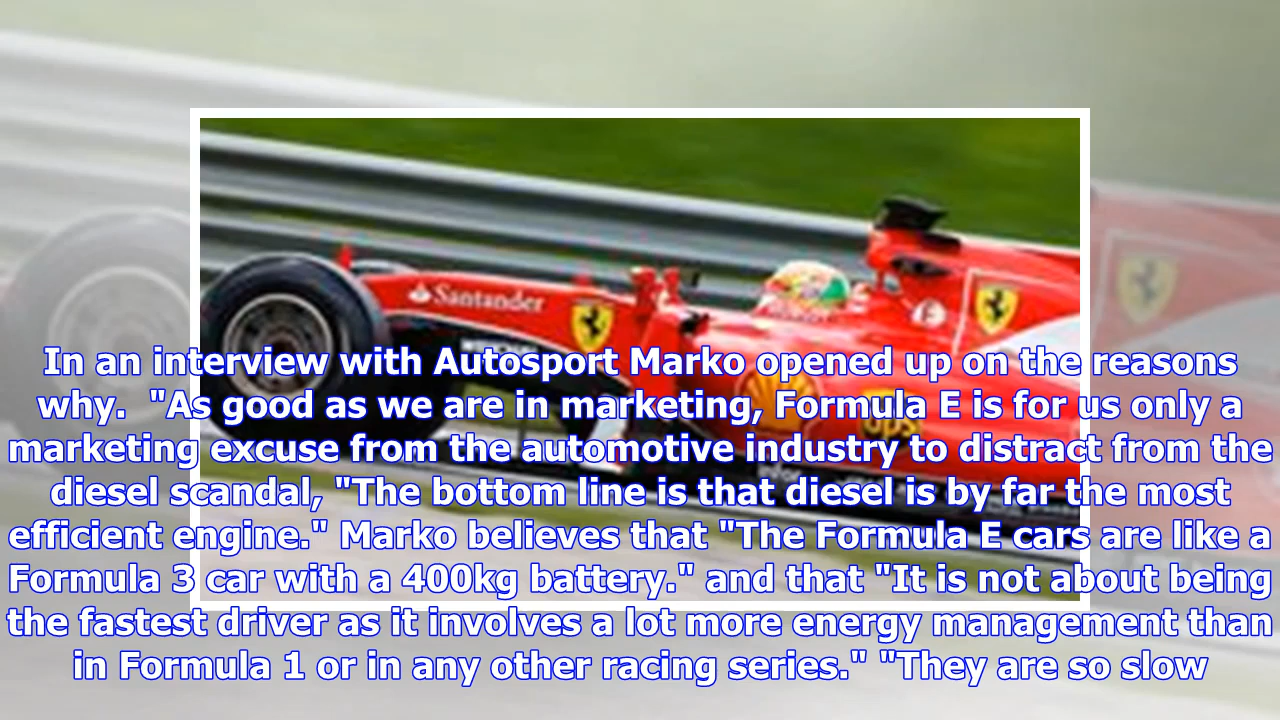 Santander
ups
In an interview with Autosport Marko opened up on the reasons
why.  "As good as we are in marketing, Formula E is for us only a
marketing excuse from the automotive industry to distract from the
diesel scandal, "The bottom line is that diesel is by far the most
efficient engine." Marko believes that "The Formula E cars are like a
Formula 3 car with a 400kg battery." and that "It is not about being
the fastest driver as it involves a lot more energy management than
in Formula 1 or in any other racing series." "They are so slow